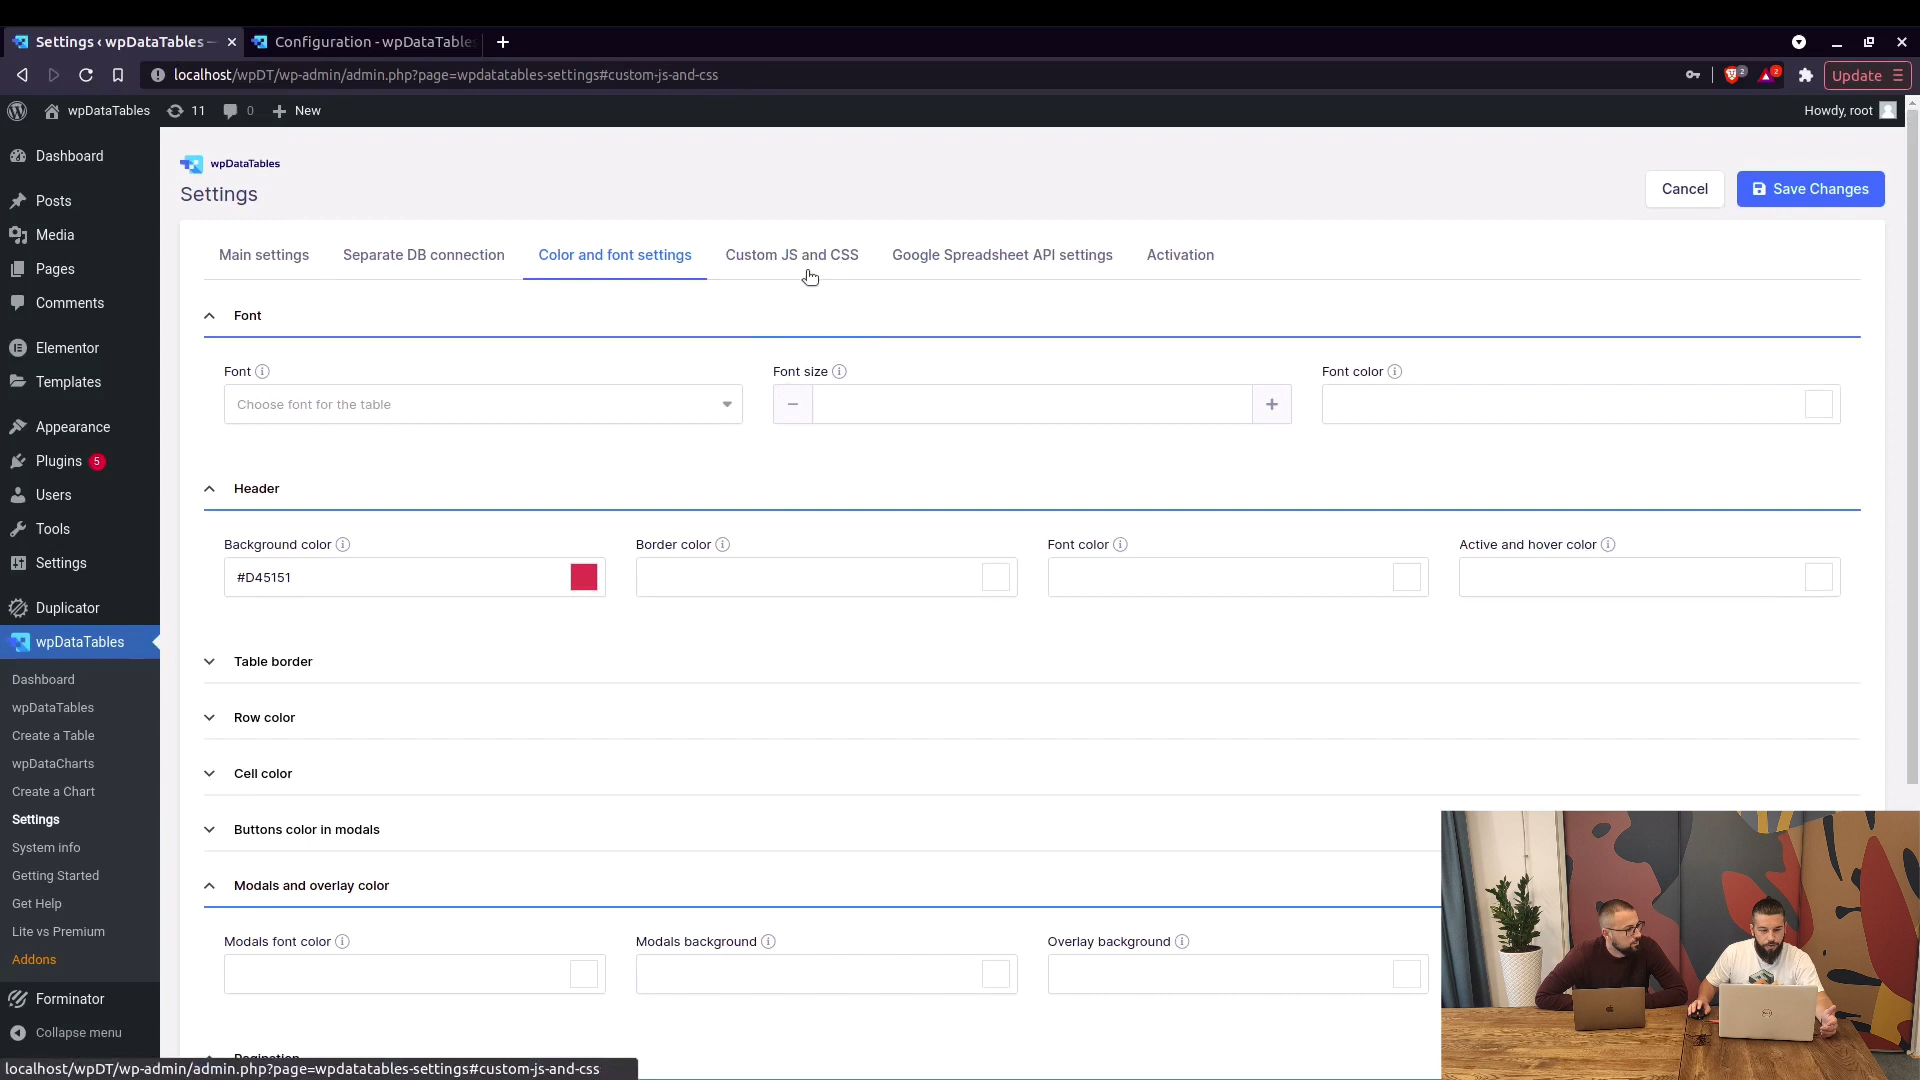 Settings ‹ wpDataTables —
Configuration - wpDataTables
localhost/wpDT/wp-admin/admin.php?page=wpdatatables-settings#custom-js-and-css
2
2
Update
wpDataTables
11
0
New
Howdy, root
Dashboard
Posts
Media
Pages
Comments
Elementor
Templates
Appearance
Plugins 5
Users
Tools
Settings
Duplicator
wpDataTables
Dashboard
wpDataTables
Create a Table
wpDataCharts
Create a Chart
Settings
System info
Getting Started
Get Help
Lite vs Premium
Addons
Forminator
Collapse menu
wpDataTables
Settings
Cancel
Save Changes
Main settings
Separate DB connection
Color and font settings
Custom JS and CSS
Google Spreadsheet API settings
Activation
Font
Font
Font size
Font color
Choose font for the table
Header
Background color
Border color
Font color
Active and hover color
#D45151
Table border
Row color
Cell color
Buttons color in modals
Modals and overlay color
Modals font color
Modals background
Overlay background
Pagination
localhost/wpDT/wp-admin/admin.php?page=wpdatatables-settings#custom-js-and-css